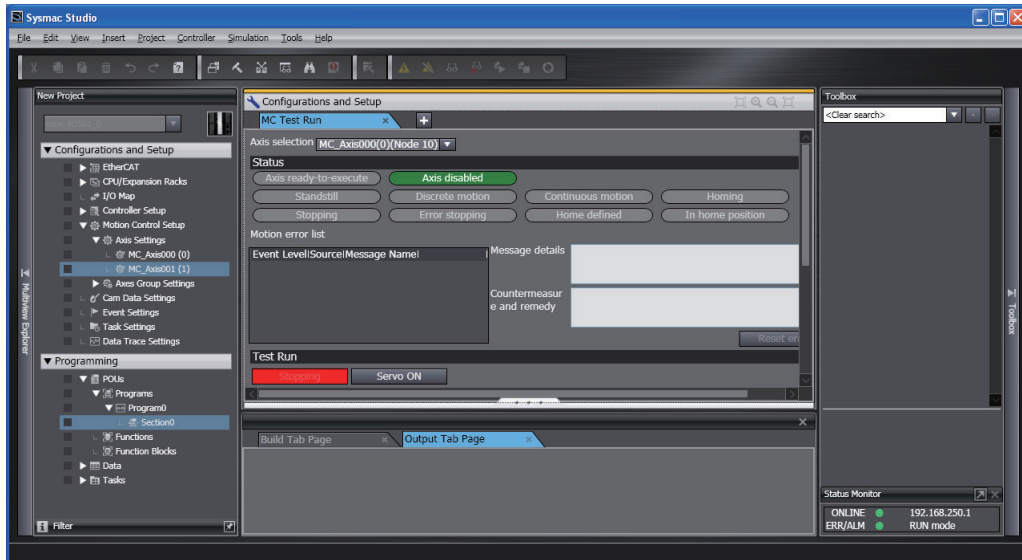 Sysmac Studio
File Edit View Insert Project Controller Simulation Tools Help
New Project
new_NJ501_0
Configurations and Setup
EtherCAT
CPU/Expansion Racks
I/O Map
Controller Setup
Motion Control Setup
Axis Settings
MC_Axis000 (0)
MC_Axis001 (1)
Axes Group Settings
Cam Data Settings
Event Settings
Task Settings
Data Trace Settings
Programming
POUs
Programs
Program0
Section0
Functions
Function Blocks
Data
Tasks
Filter
Multiview Explorer
Configurations and Setup
MC Test Run
Axis selection MC_Axis000(0)(Node 10)
Status
Axis ready-to-execute Axis disabled
Standstill Discrete motion Continuous motion Homing
Stopping Error stopping Home defined In home position
Motion error list
Event Level|Source|Message Name| |
Message details
Countermeasur
e and remedy
Reset err
Test Run
Stopping Servo ON
Build Tab Page Output Tab Page
Toolbox
<Clear search>
Toolbox
Status Monitor
ONLINE 192.168.250.1
ERR/ALM RUN mode